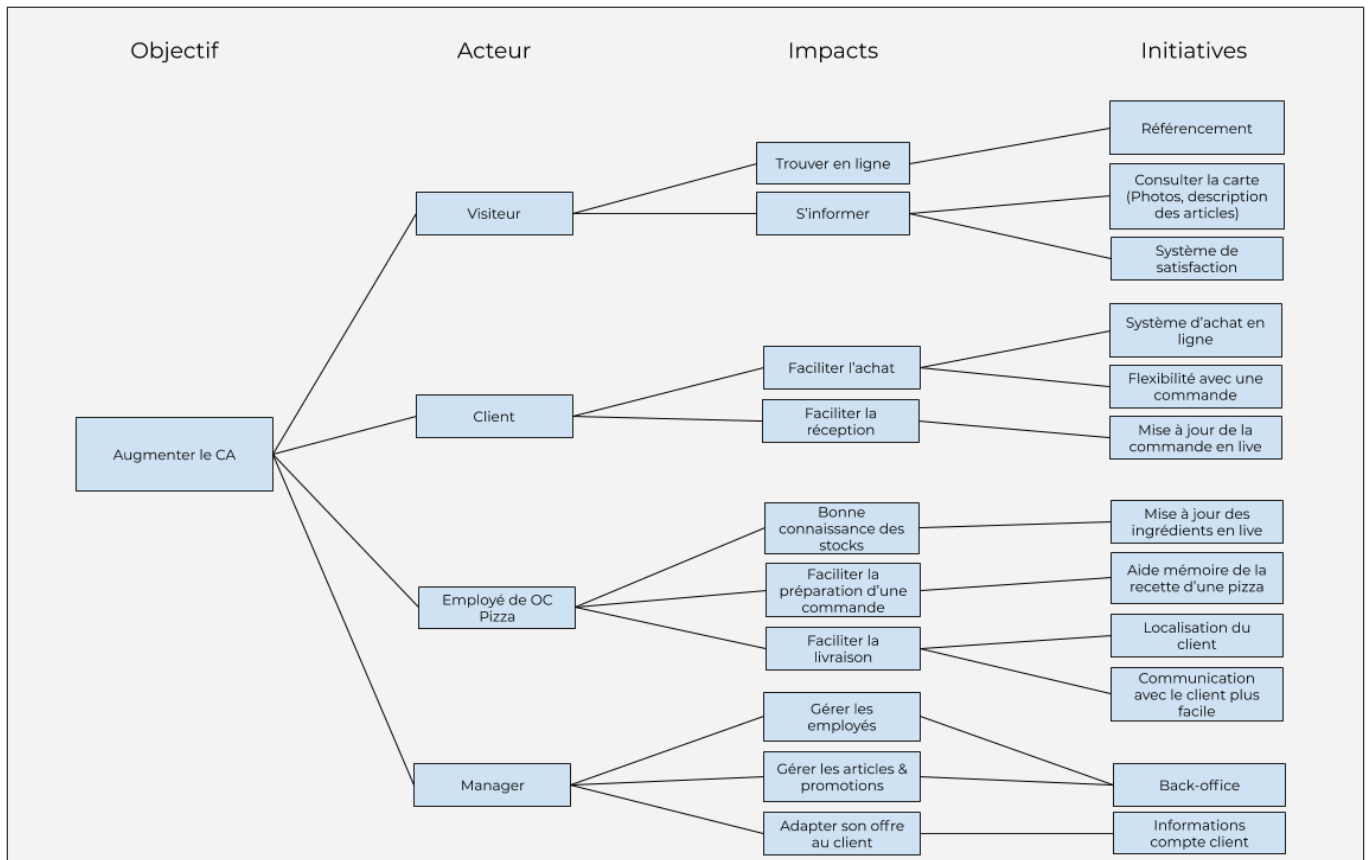 Objectif
Acteur
Impacts
Initiatives
Référencement
Trouver en ligne
Consulter la carte
(Photos, description
des articles)
Visiteur
S'informer
Système de
satisfaction
Système d'achat en
ligne
Faciliter l'achat
Flexibilité avec une
commande
Client
Faciliter la
réception
Mise à jour de la
commande en live
Augmenter le CA
Bonne
connaissance des
stocks
Mise à jour des
ingrédients en live
Faciliter la
préparation d'une
commande
Aide mémoire de la
recette d'une pizza
Employé de OC
Pizza
Faciliter la
livraison
Localisation du
client
Communication
avec le client plus
facile
Gérer les
employés
Manager
Gérer les articles &
promotions
Back-office
Adapter son offre
au client
Informations
compte client